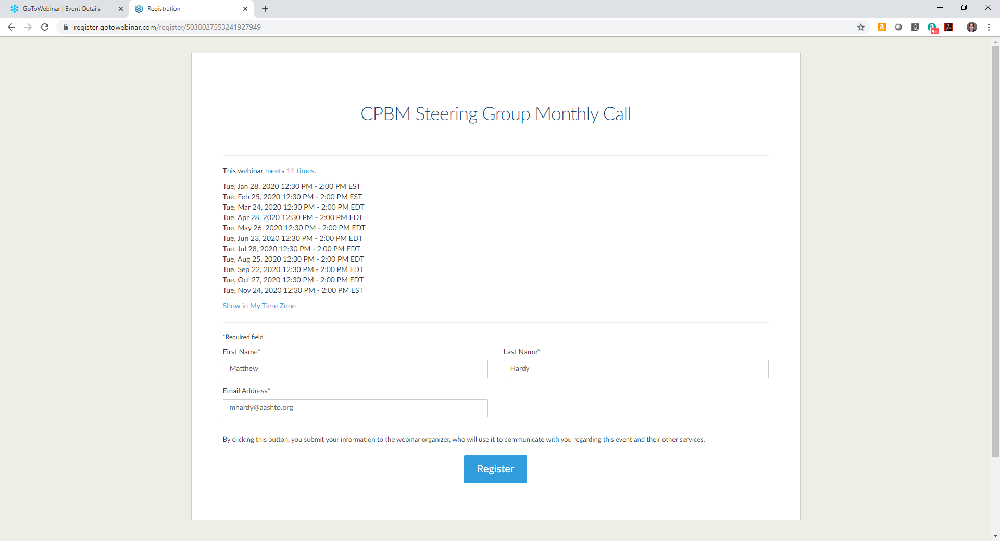 GoToWebinar | Event Details
Registration
register.gotowebinar.com/register/5038027553241927949
9+
CPBM Steering Group Monthly Call
This webinar meets 11 times.
Tue, Jan 28, 2020 12:30 PM - 2:00 PM EST
Tue, Feb 25, 2020 12:30 PM - 2:00 PM EST
Tue, Mar 24, 2020 12:30 PM - 2:00 PM EDT
Tue, Apr 28, 2020 12:30 PM - 2:00 PM EDT
Tue, May 26, 2020 12:30 PM - 2:00 PM EDT
Tue, Jun 23, 2020 12:30 PM - 2:00 PM EDT
Tue, Jul 28, 2020 12:30 PM - 2:00 PM EDT
Tue, Aug 25, 2020 12:30 PM - 2:00 PM EDT
Tue, Sep 22, 2020 12:30 PM - 2:00 PM EDT
Tue, Oct 27, 2020 12:30 PM - 2:00 PM EDT
Tue, Nov 24, 2020 12:30 PM - 2:00 PM EST
Show in My Time Zone
*Required field
First Name* Last Name*
Matthew Hardy
Email Address*
mhardy@aashto.org
By clicking this button, you submit your information to the webinar organizer, who will use it to communicate with you regarding this event and their other services.
Register